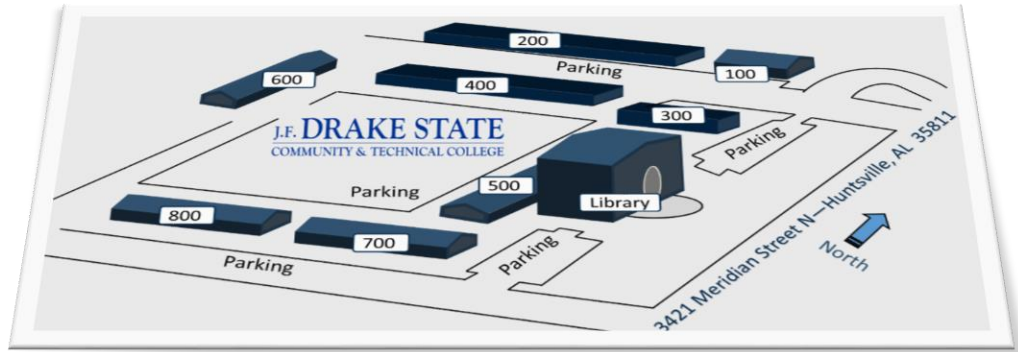 200
Parking
100
600
400
300
J.F. DRAKE STATE
COMMUNITY & TECHNICAL COLLEGE
Parking
Parking
500
Library
800
700
Parking
Parking
3421 Meridian Street N—Huntsville, AL 35811
North